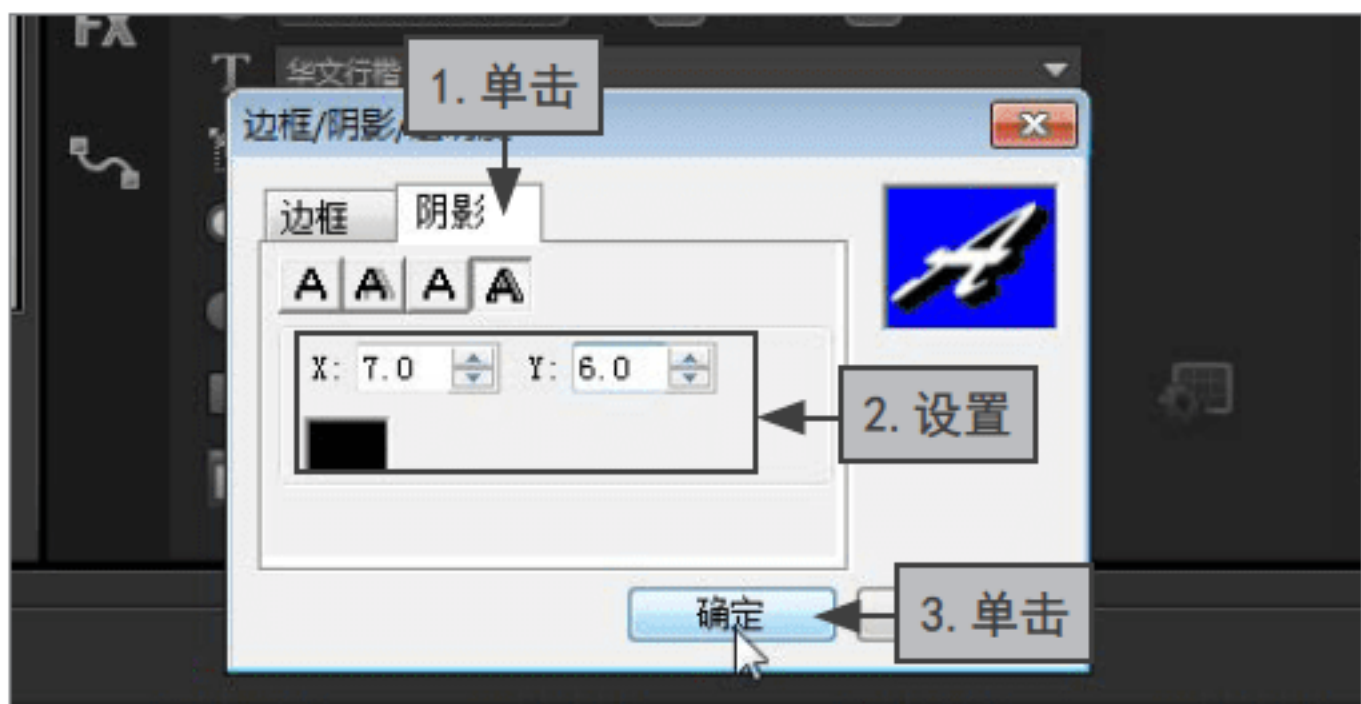 FX
T 华文行楷
1. 单击
边框/阴影/
边框 阴影
A A A A
X: 7.0 Y: 6.0
2. 设置
确定
3. 单击